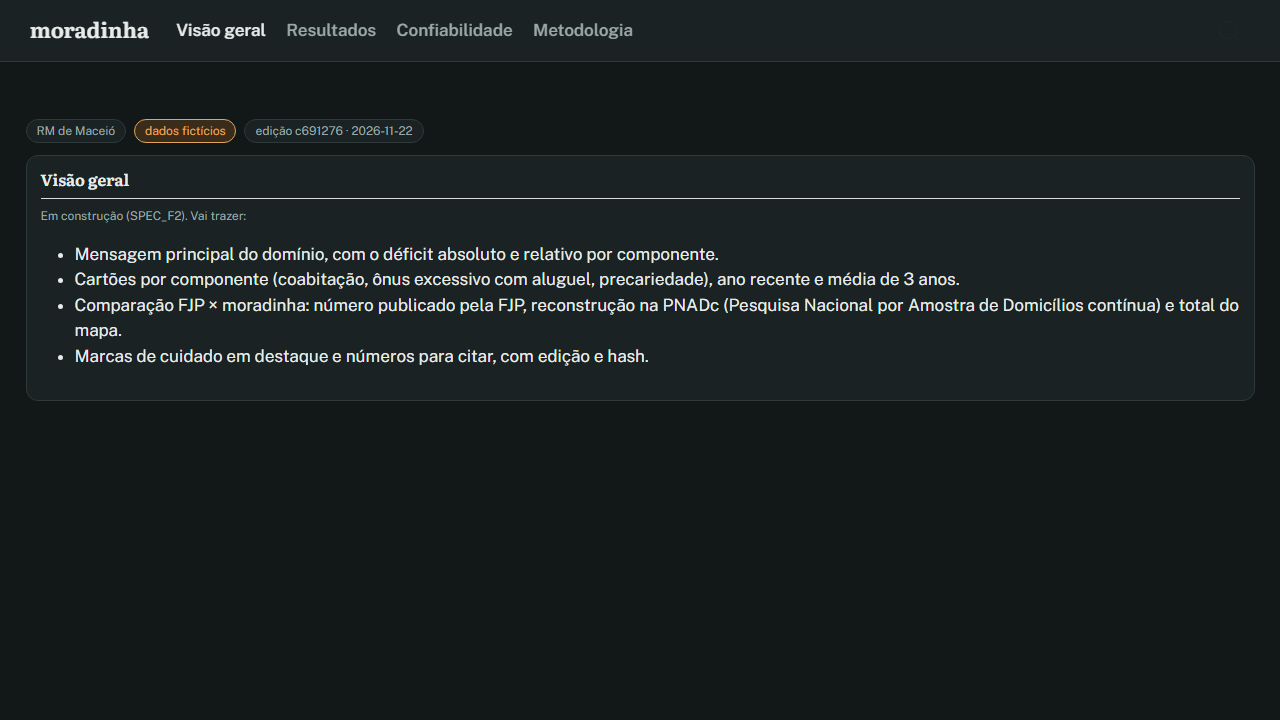 moradinha Visão geral Resultados Confiabilidade Metodologia
RM de Maceió dados fictícios edição c691276 · 2026-11-22
Visão geral
Em construção (SPEC_F2). Vai trazer:
• Mensagem principal do domínio, com o déficit absoluto e relativo por componente.
• Cartões por componente (coabitação, ônus excessivo com aluguel, precariedade), ano recente e média de 3 anos.
• Comparação FJP × moradinha: número publicado pela FJP, reconstrução na PNADc (Pesquisa Nacional por Amostra de Domicílios contínua) e total do
mapa.
• Marcas de cuidado em destaque e números para citar, com edição e hash.